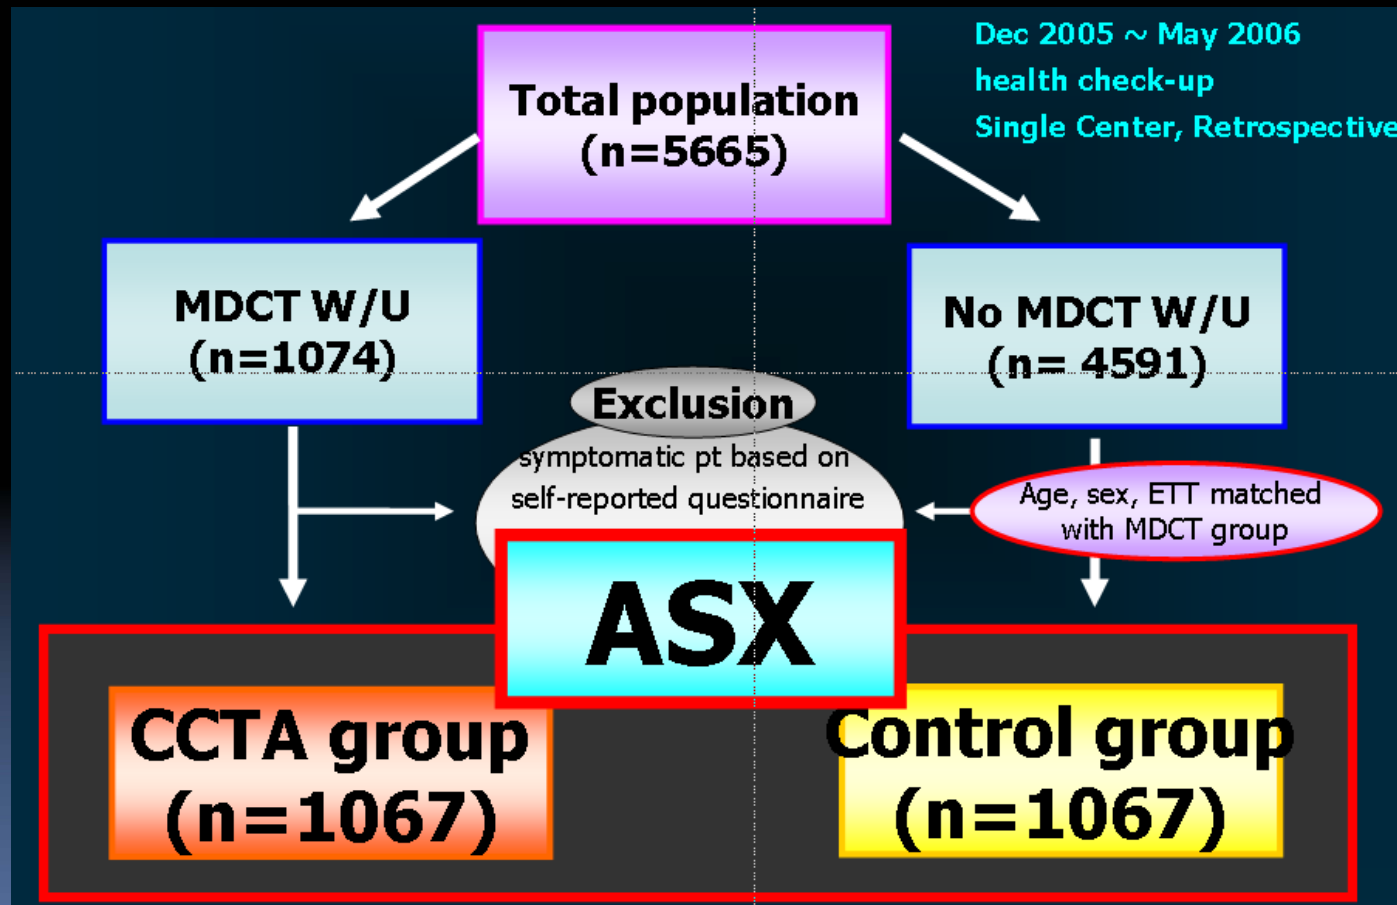 Dec 2005 ~ May 2006
health check-up
Single Center, Retrospective
Total population
(n=5665)
MDCT W/U
(n=1074)
No MDCT W/U
(n= 4591)
Exclusion
symptomatic pt based on
self-reported questionnaire
Age, sex, ETT matched
with MDCT group
ASX
CCTA group
(n=1067)
Control group
(n=1067)